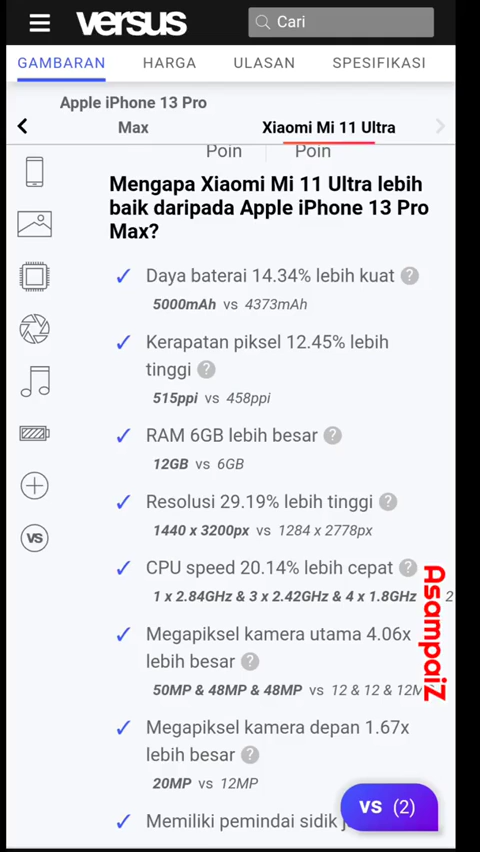 versus
Cari
GAMBARAN HARGA ULASAN SPESIFIKASI
Apple iPhone 13 Pro
Max
Xiaomi Mi 11 Ultra
Poin Poin
Mengapa Xiaomi Mi 11 Ultra lebih
baik daripada Apple iPhone 13 Pro
Max?
Daya baterai 14.34% lebih kuat ?
5000mAh vs 4373mAh
Kerapatan piksel 12.45% lebih
tinggi ?
515ppi vs 458ppi
RAM 6GB lebih besar ?
12GB vs 6GB
Resolusi 29.19% lebih tinggi ?
1440 x 3200px vs 1284 x 2778px
CPU speed 20.14% lebih cepat ?
1 x 2.84GHz & 3 x 2.42GHz & 4 x 1.8GHz 2
Megapiksel kamera utama 4.06x
lebih besar ?
50MP & 48MP & 48MP vs 12 & 12 & 12M
Megapiksel kamera depan 1.67x
lebih besar ?
20MP vs 12MP
Memiliki pemindai sidik
VS
vs (2)
AsampaiZ